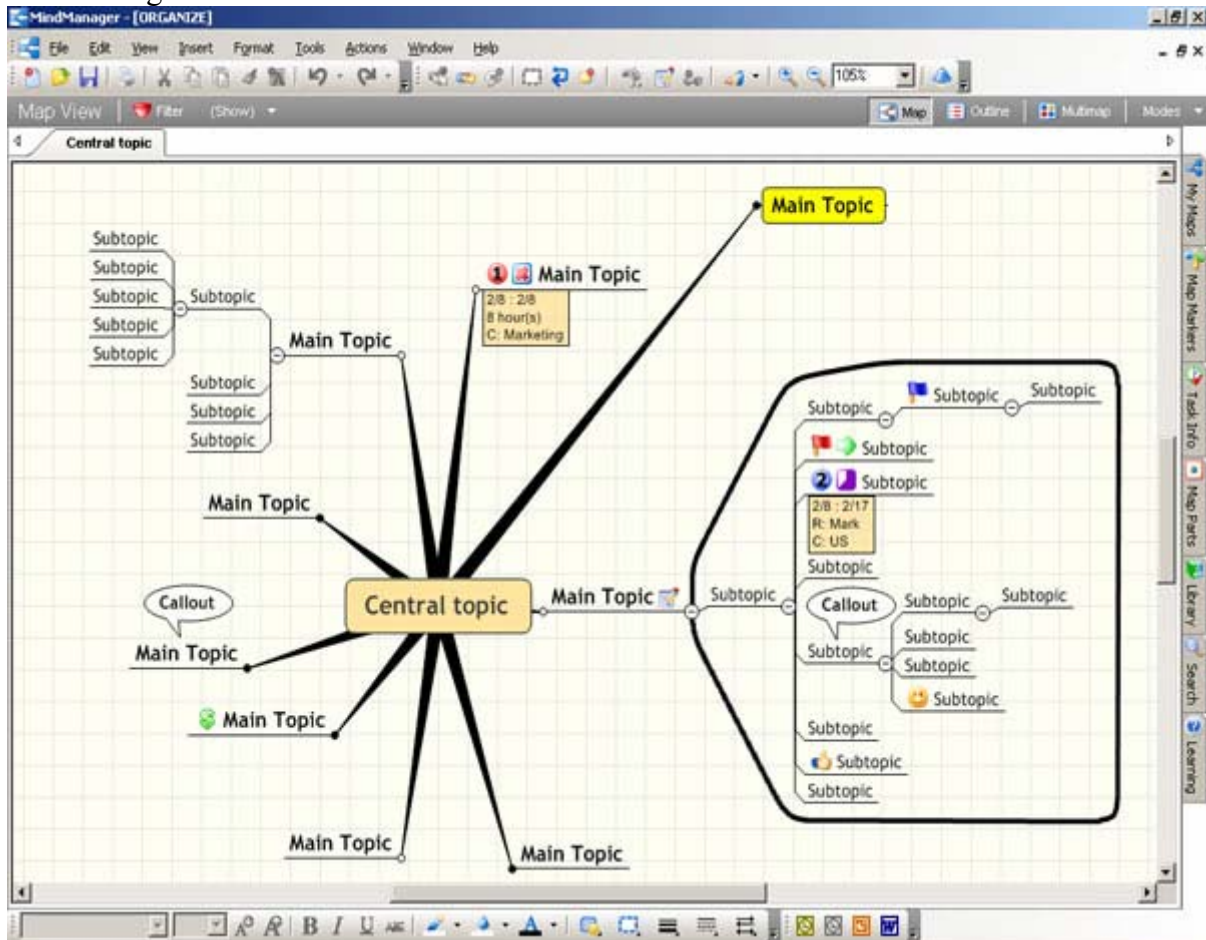 MindManager - [ORGANIZE]
File Edit View Insert Format Tools Actions Window Help
105%
Map View Filter (Show) Map Outline Multimap Modes
Central topic
Main Topic
Subtopic
Subtopic
Subtopic
Subtopic
Subtopic
Subtopic
Main Topic
Subtopic
Subtopic
Subtopic
1 Main Topic
2/8 : 2/8
8 hour(s)
C: Marketing
Main Topic
Callout
Main Topic
Main Topic
Main Topic
Main Topic
Central topic
Main Topic
Subtopic
Subtopic
Subtopic
Subtopic
Subtopic
2 Subtopic
2/8 : 2/17
R: Mark
C: US
Subtopic
Callout
Subtopic
Subtopic
Subtopic
Subtopic
Subtopic
Subtopic
Subtopic
Subtopic
Subtopic
My Maps
Map Markers
Task Info
Map Parts
Library
Search
Learning
B I U ABC A